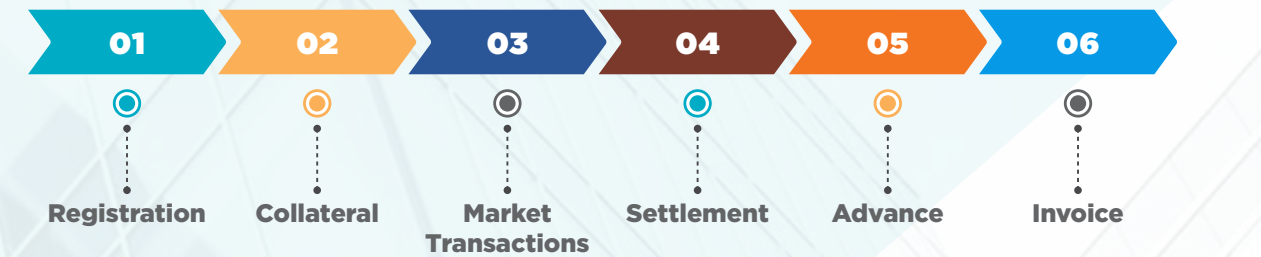 01 02 03 04 05 06
Registration Collateral Market Settlement Advance Invoice
Transactions